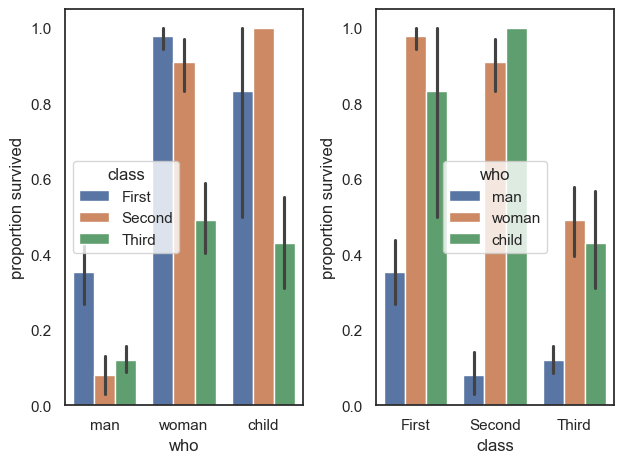 proportion survived
1.0
0.8
0.6
0.4
0.2
0.0
class
First
Second
Third
man woman child
who
proportion survived
1.0
0.8
0.6
0.4
0.2
0.0
who
man
woman
child
First Second Third
class